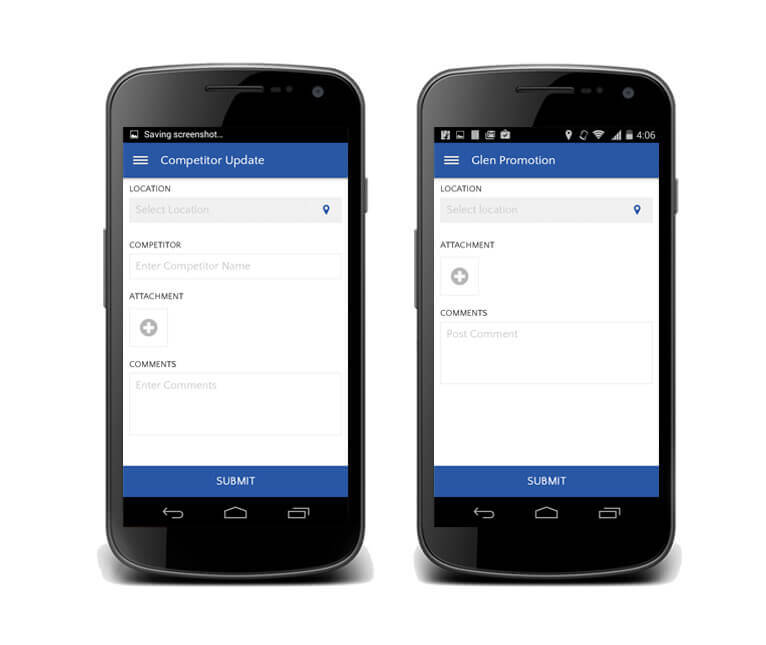 Saving screenshot...
Competitor Update
LOCATION
Select Location
COMPETITOR
Enter Competitor Name
ATTACHMENT
COMMENTS
Enter Comments
SUBMIT
4:06
Glen Promotion
LOCATION
Select location
ATTACHMENT
COMMENTS
Post Comment
SUBMIT